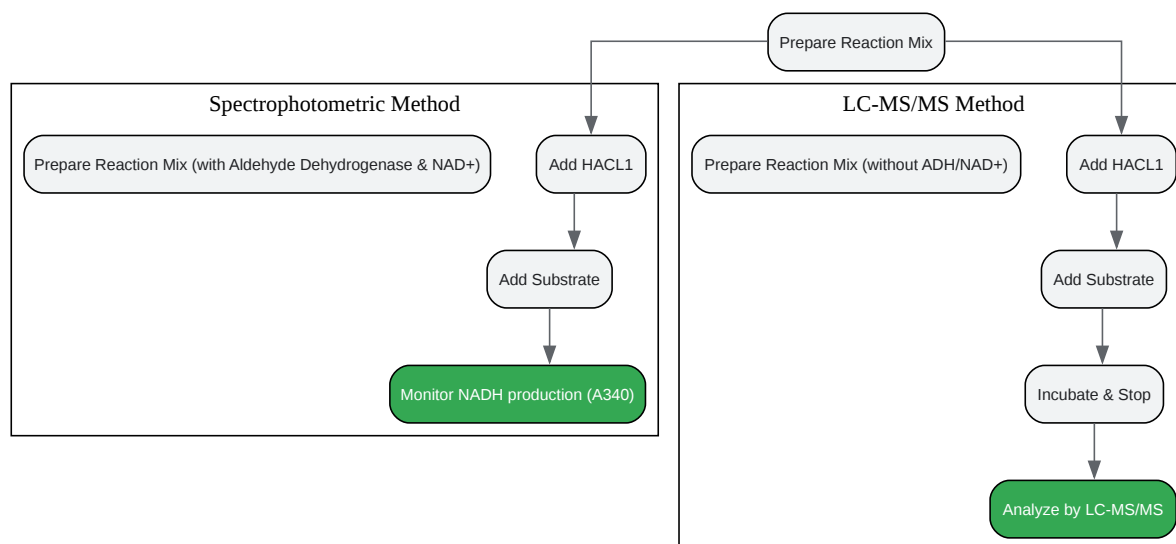 Prepare Reaction Mix
Spectrophotometric Method
Prepare Reaction Mix (with Aldehyde Dehydrogenase & NAD+)
Add HACL1
Add Substrate
Monitor NADH production (A340)
LC-MS/MS Method
Prepare Reaction Mix (without ADH/NAD+)
Add HACL1
Add Substrate
Incubate & Stop
Analyze by LC-MS/MS